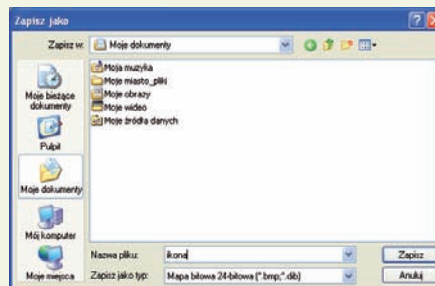 Zapisz jako
Zapisz w: Moje dokumenty
Moje bieżące dokumenty
Pulpit
Moje dokumenty
Mój komputer
Moje miejsca
Moja muzyka
Moje miasto_pliki
Moje obrazy
Moje wideo
Moje źródła danych
Nazwa pliku: ikona
Zapisz
Zapisz jako typ: Mapa bitowa 24-bitowa (*.bmp;*.dib)
Anuluj